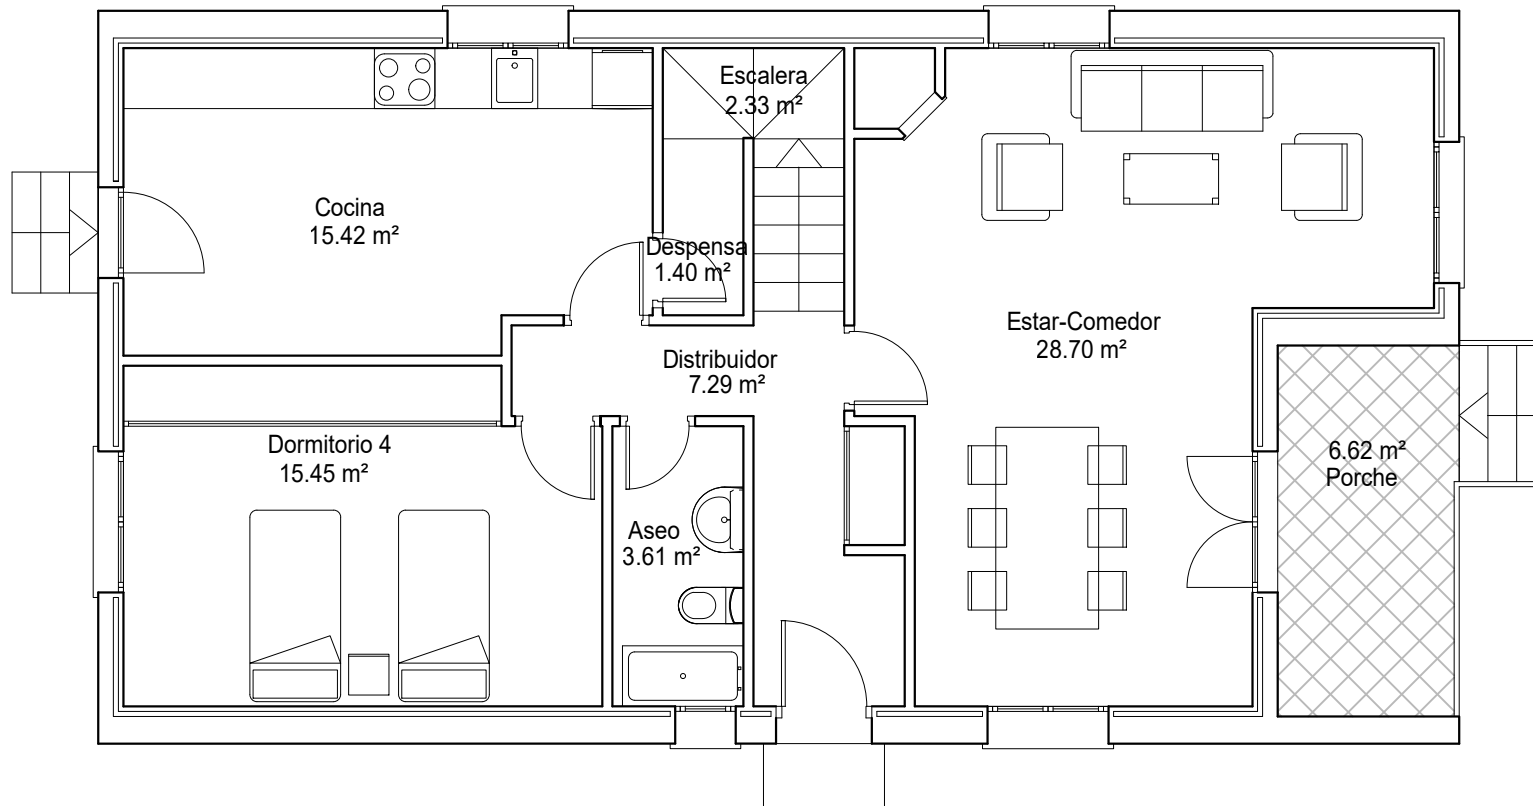 Escalera
2.33 m²
Cocina
15.42 m²
Despensa
1.40 m²
Estar-Comedor
28.70 m²
Distribuidor
7.29 m²
Dormitorio 4
15.45 m²
6.62 m²
Porche
Aseo
3.61 m²